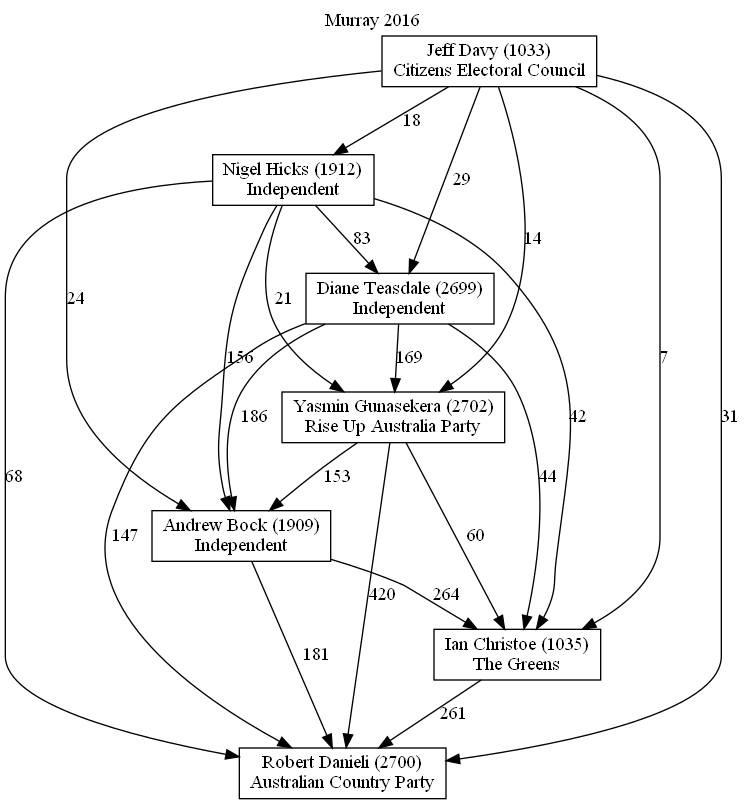 Murray 2016
Jeff Davy (1033)
Citizens Electoral Council
18
Nigel Hicks (1912)
Independent
29
83
14
Diane Teasdale (2699)
Independent
24
21
156
169
7
Yasmin Gunasekera (2702)
Rise Up Australia Party
186
42
31
68
153
44
Andrew Bock (1909)
Independent
147
60
420
264
Ian Christoe (1035)
The Greens
181
261
Robert Danieli (2700)
Australian Country Party